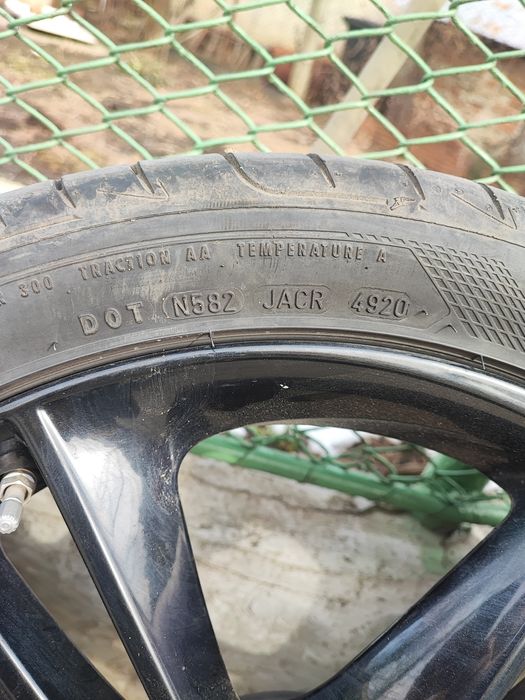 300 TRACTION AA TEMPERATURE A
DOT N582 JACR 4920